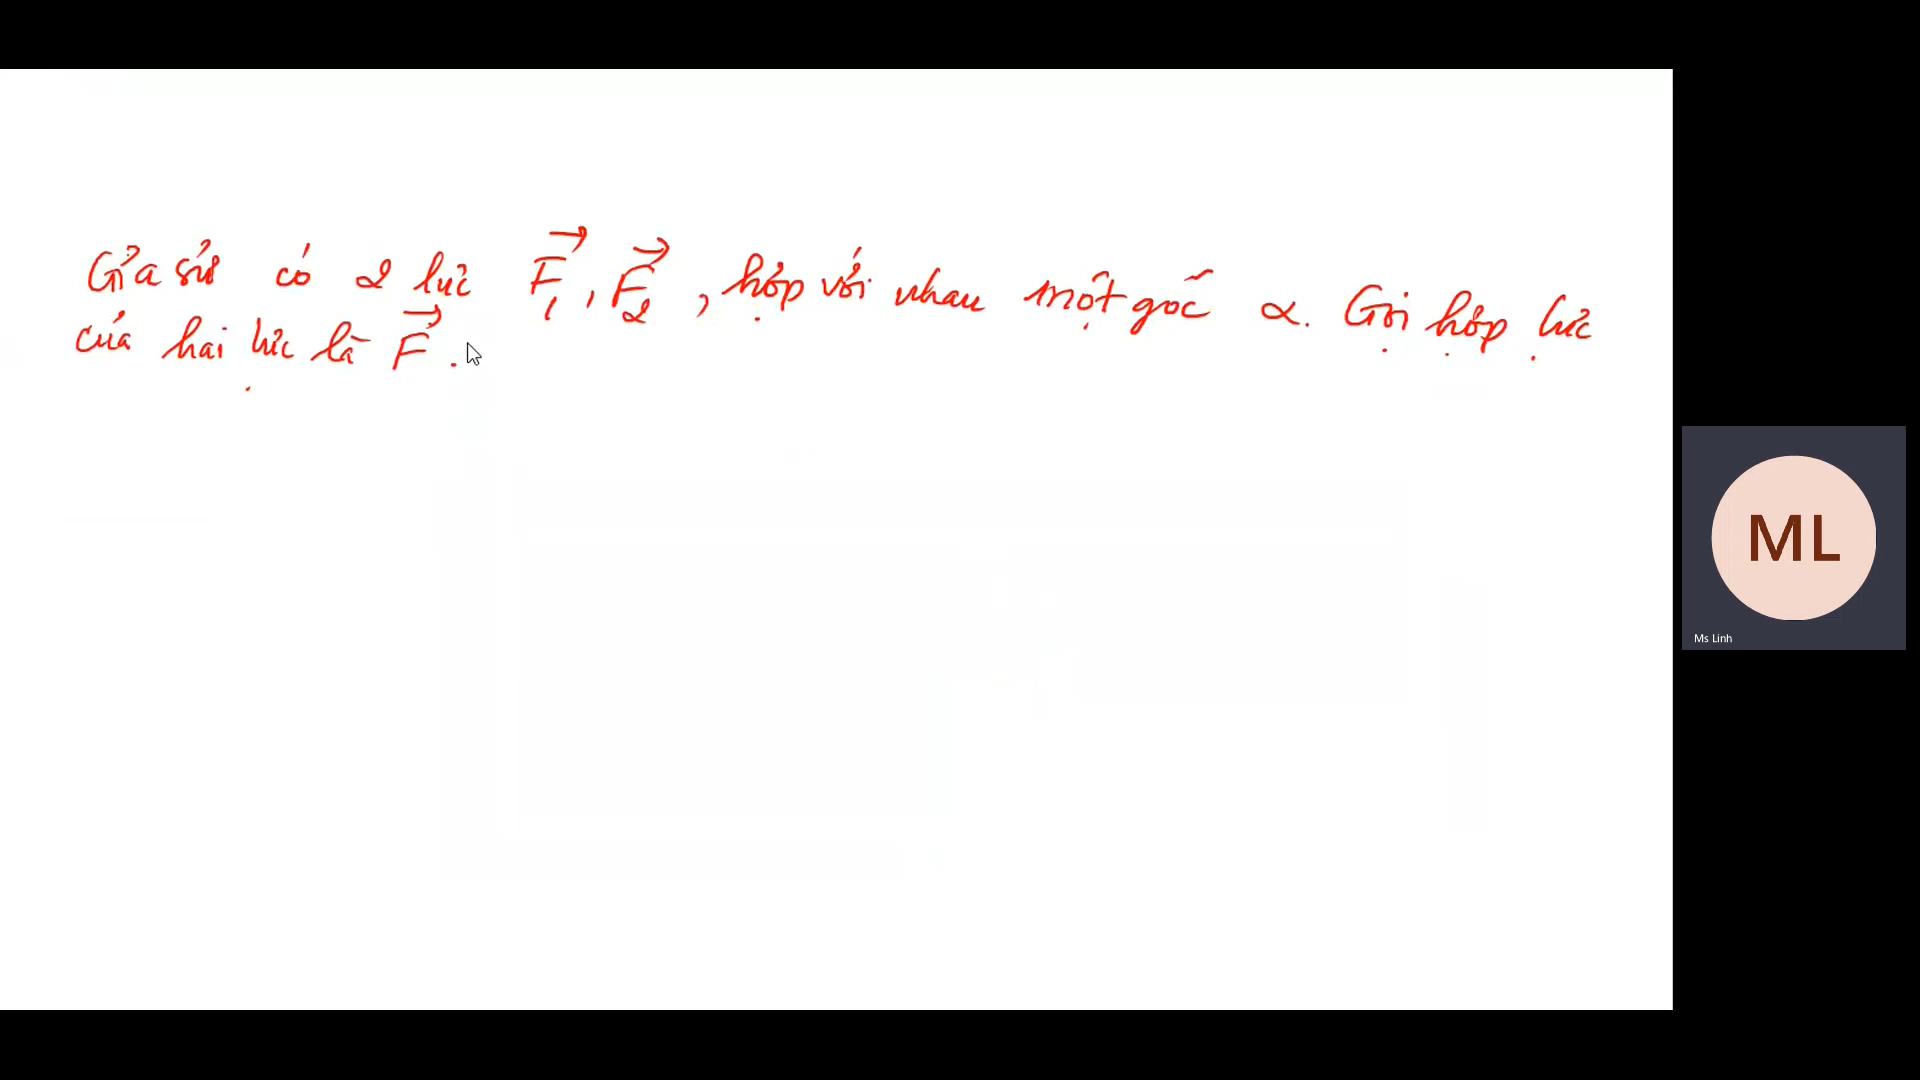 Giả sử có 2 lực F₁, F₂, hợp với nhau một góc α. Gọi hợp lực
của hai lực là F.
ML
Ms Linh